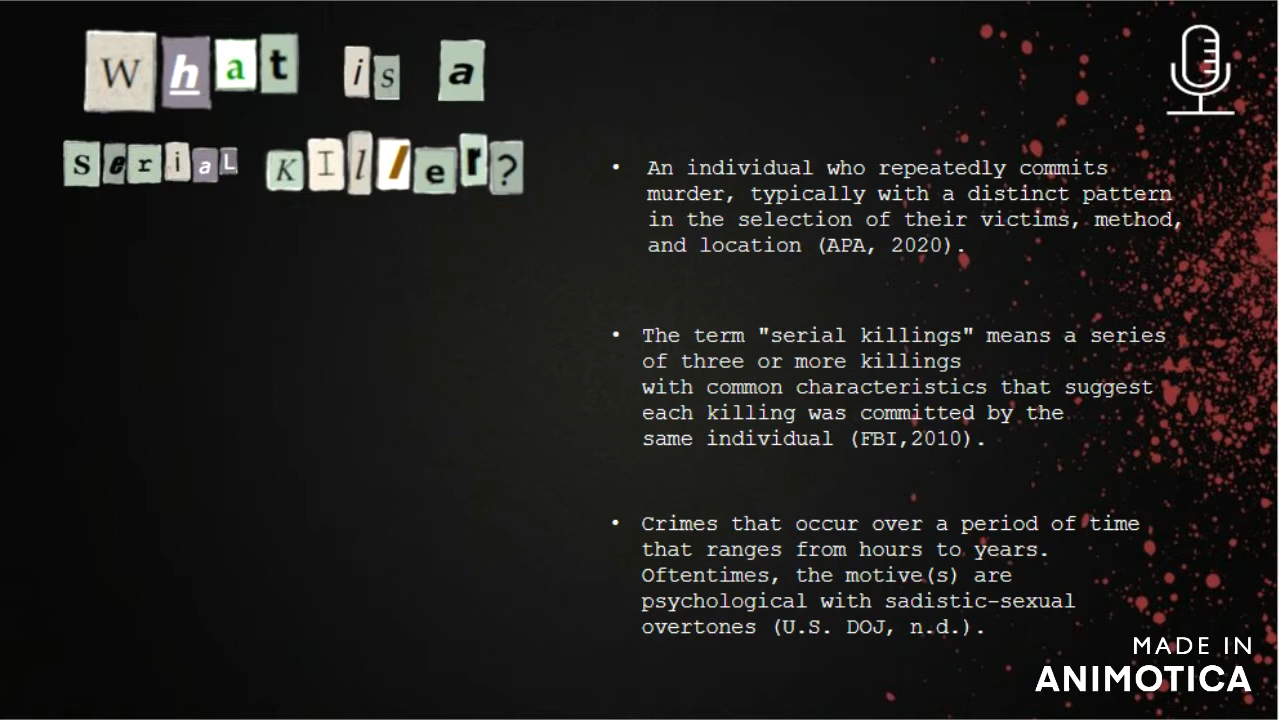 What is a
serial KIller?
• An individual who repeatedly commits
murder, typically with a distinct pattern
in the selection of their victims, method,
and location (APA, 2020).
• The term "serial killings" means a series
of three or more killings
with common characteristics that suggest
each killing was committed by the
same individual (FBI,2010).
• Crimes that occur over a period of time
that ranges from hours to years.
Oftentimes, the motive(s) are
psychological with sadistic-sexual
overtones (U.S. DOJ, n.d.).
MADE IN
ANIMOTICA